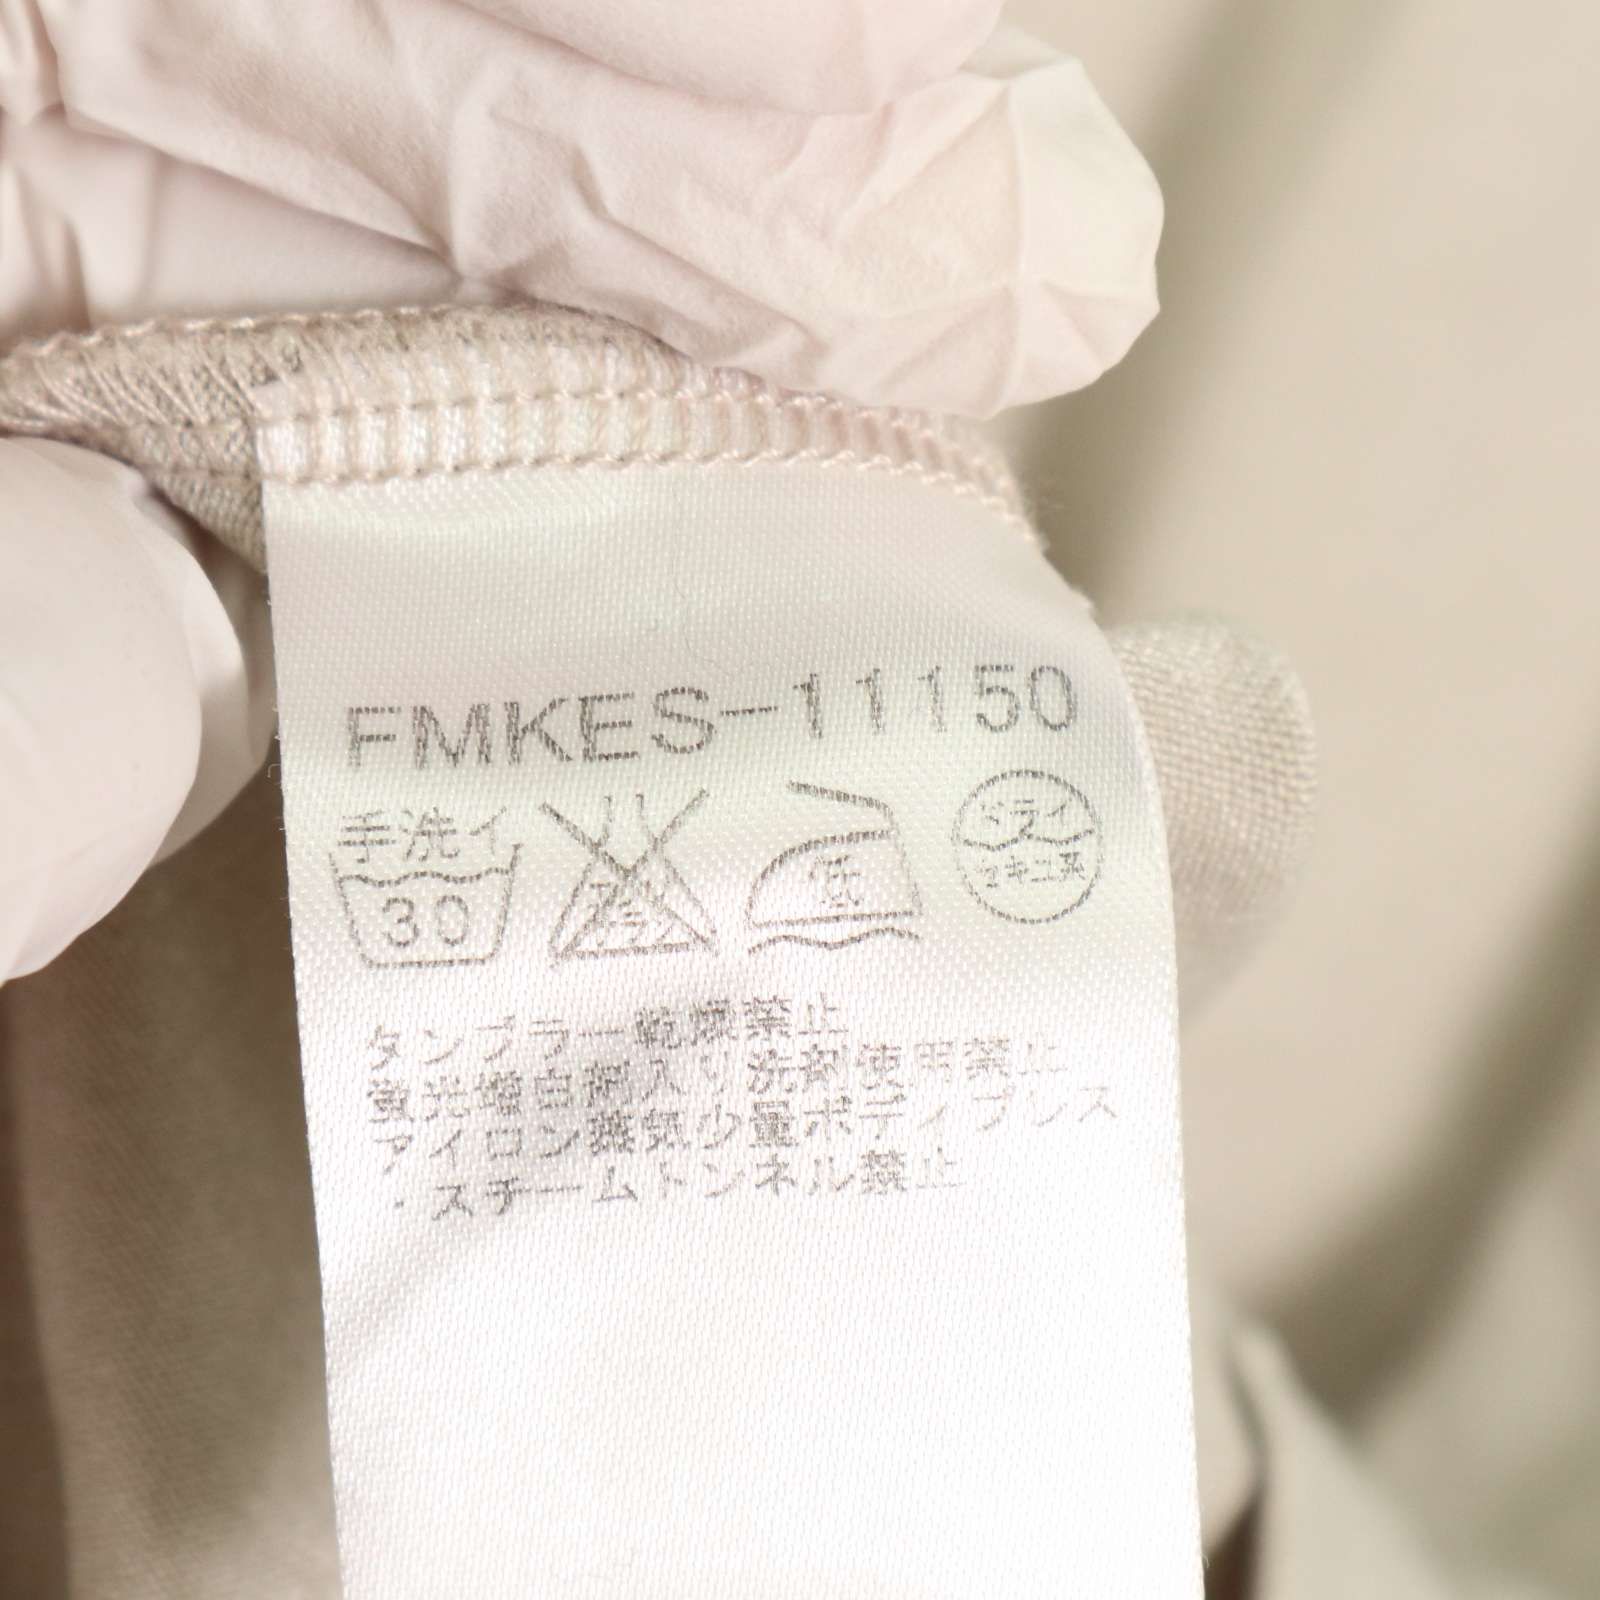 FMKES-11150
手洗イ
30
ドライ
セキユ系
低
タンブラー乾燥禁止
蛍光増白剤入り洗剤使用禁止
アイロン蒸気少量ボディプレス
・スチームトンネル禁止